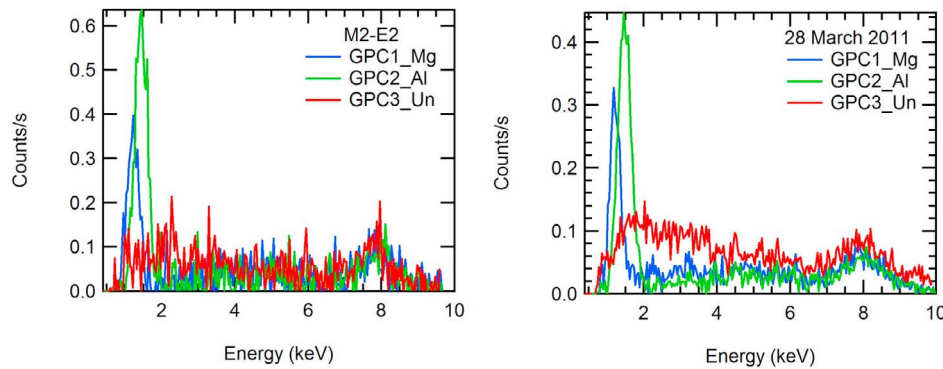 M2-E2
GPC1_Mg
GPC2_Al
GPC3_Un
Counts/s
0.6
0.5
0.4
0.3
0.2
0.1
0.0
2 4 6 8 10
Energy (keV)
28 March 2011
GPC1_Mg
GPC2_Al
GPC3_Un
Counts/s
0.4
0.3
0.2
0.1
0.0
2 4 6 8 10
Energy (keV)